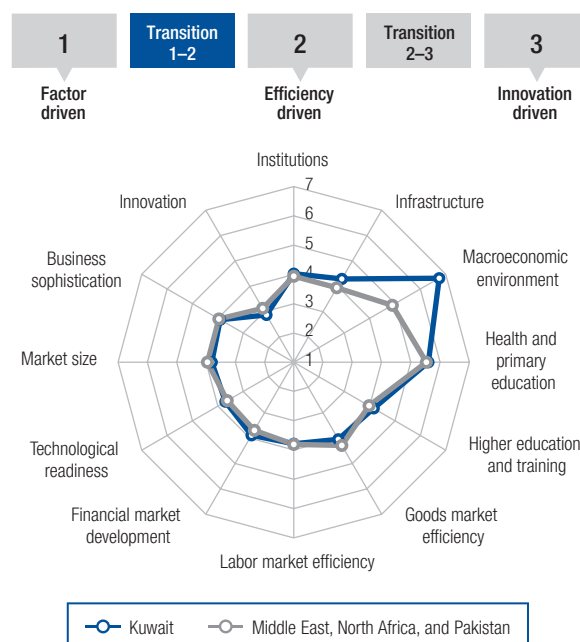 1
Transition
1–2
2
Transition
2–3
3
Factor
driven
Efficiency
driven
Innovation
driven
Institutions
Infrastructure
Macroeconomic
environment
Health and
primary
education
Higher education
and training
Goods market
efficiency
Labor market efficiency
Financial market
development
Technological
readiness
Market size
Business
sophistication
Innovation
7
6
5
4
3
2
1
Kuwait
Middle East, North Africa, and Pakistan